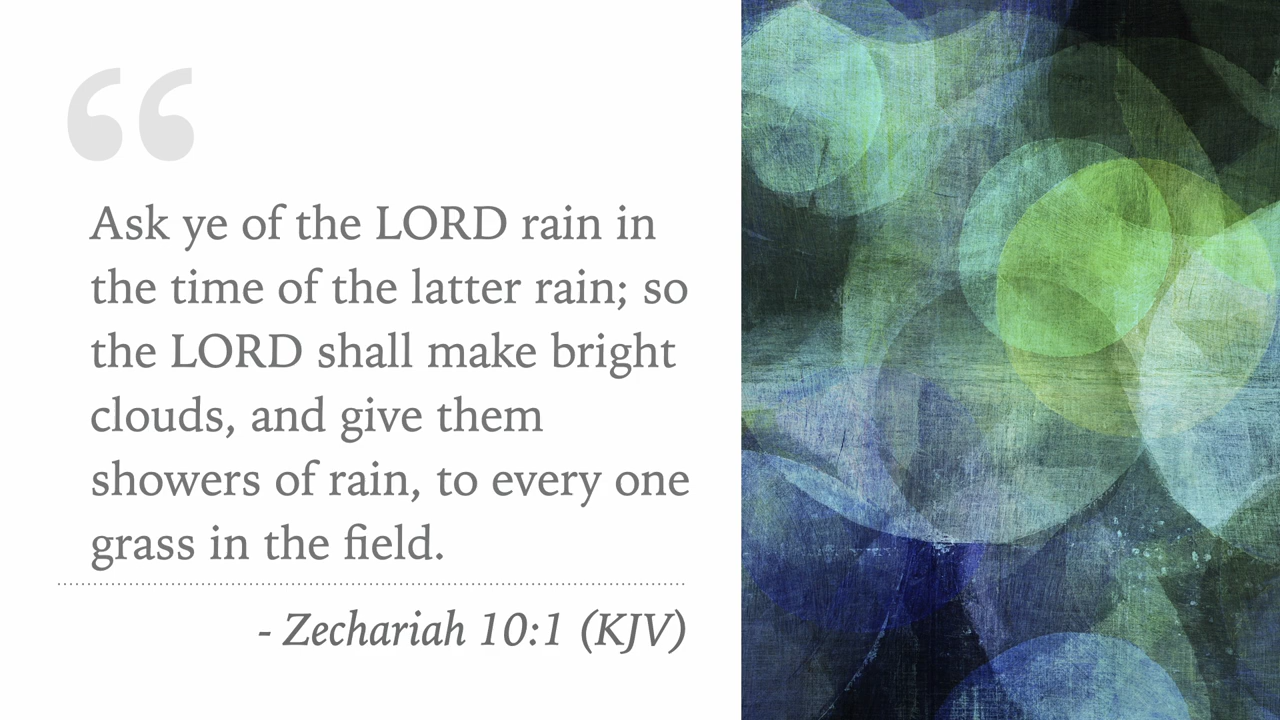 “
Ask ye of the LORD rain in
the time of the latter rain; so
the LORD shall make bright
clouds, and give them
showers of rain, to every one
grass in the field.
- Zechariah 10:1 (KJV)